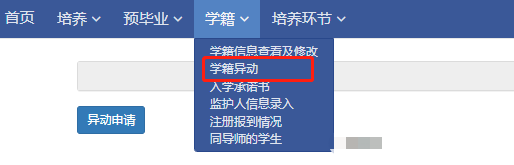 首页 培养 预毕业 学籍 培养环节
学籍信息查看及修改
学籍异动
入学承诺书
监护人信息录入
注册报到情况
同导师的学生
异动申请